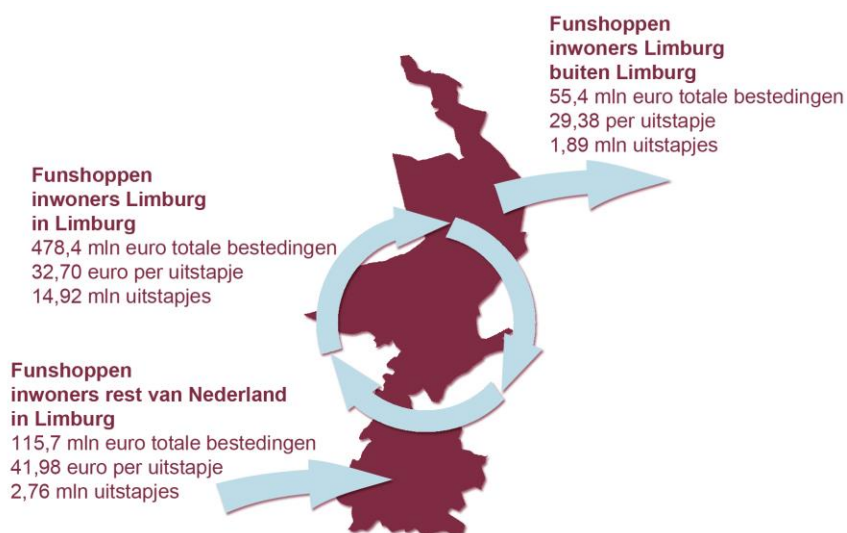 Funshoppen
inwoners Limburg
buiten Limburg
55,4 mln euro totale bestedingen
29,38 per uitstapje
1,89 mln uitstapjes
Funshoppen
inwoners Limburg
in Limburg
478,4 mln euro totale bestedingen
32,70 euro per uitstapje
14,92 mln uitstapjes
Funshoppen
inwoners rest van Nederland
in Limburg
115,7 mln euro totale bestedingen
41,98 euro per uitstapje
2,76 mln uitstapjes